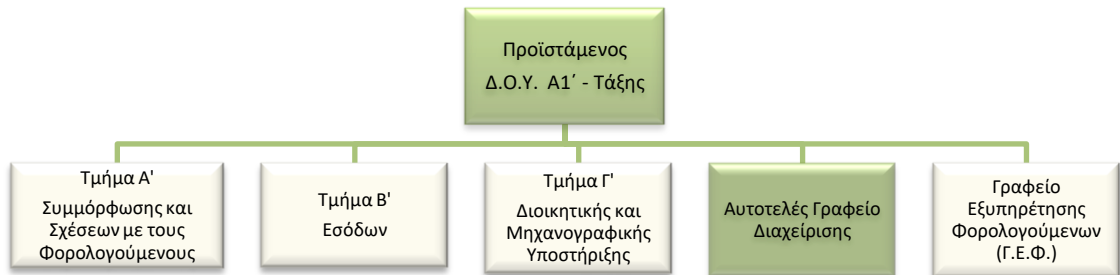 Προϊστάμενος
Δ.Ο.Υ. Α1΄ - Τάξης
Τμήμα Α'
Συμμόρφωσης και
Σχέσεων με τους
Φορολογούμενους
Τμήμα Β'
Εσόδων
Τμήμα Γ'
Διοικητικής και
Μηχανογραφικής
Υποστήριξης
Αυτοτελές Γραφείο
Διαχείρισης
Γραφείο
Εξυπηρέτησης
Φορολογούμενων
(Γ.Ε.Φ.)